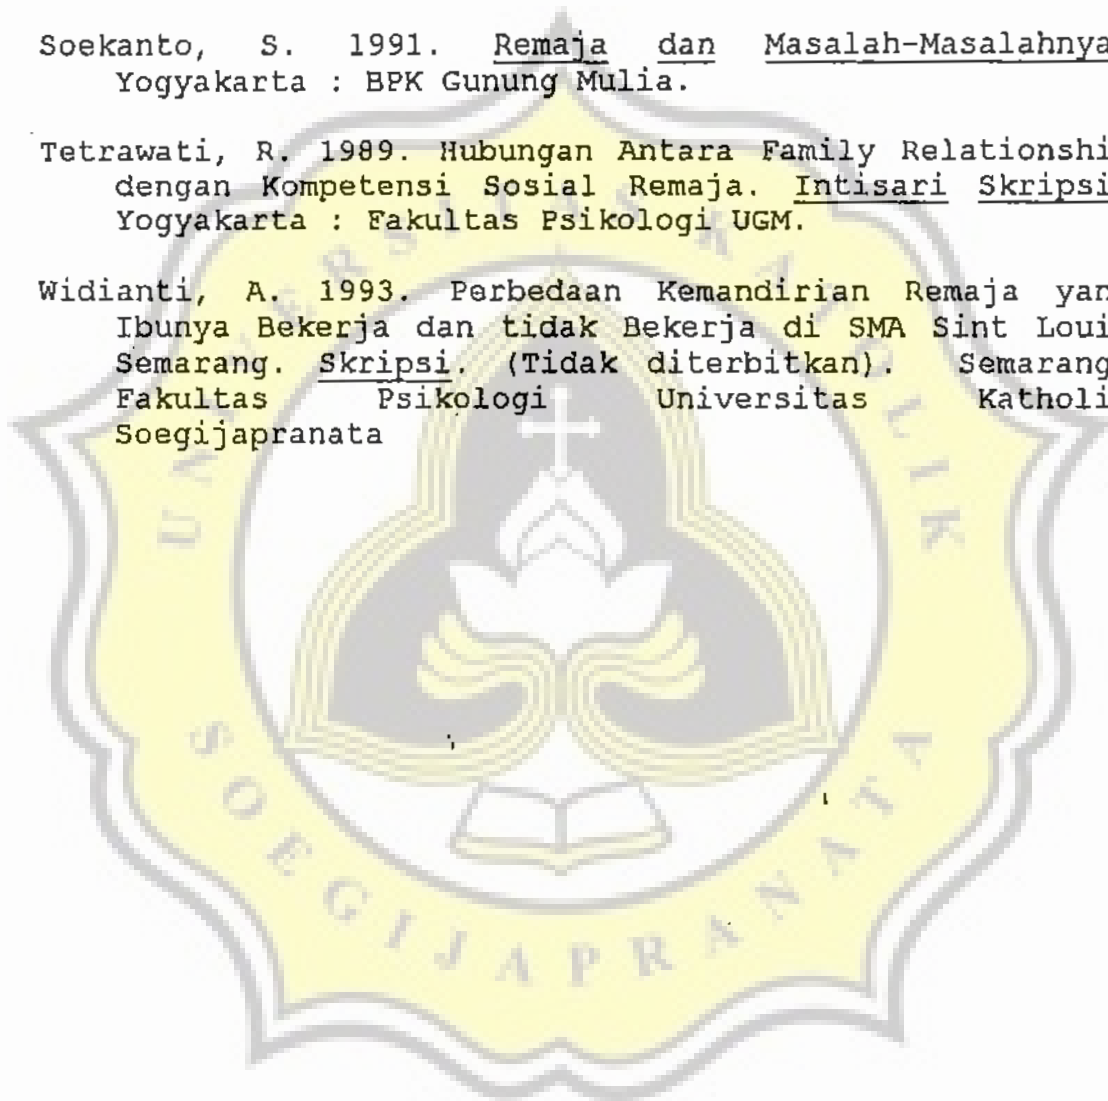 Soekanto, S. 1991. Remaja dan Masalah-Masalahnya
Yogyakarta : BPK Gunung Mulia.
Tetrawati, R. 1989. Hubungan Antara Family Relationshi
dengan Kompetensi Sosial Remaja. Intisari Skripsi
Yogyakarta : Fakultas Psikologi UGM.
Widianti, A. 1993. Perbedaan Kemandirian Remaja yan
Ibunya Bekerja dan tidak Bekerja di SMA Sint Loui
Semarang. Skripsi. (Tidak diterbitkan). Semarang
Fakultas Psikologi Universitas Katholi
Soegijapranata
UNIVERSITAS KATOLIK
SOEGIJAPRANATA